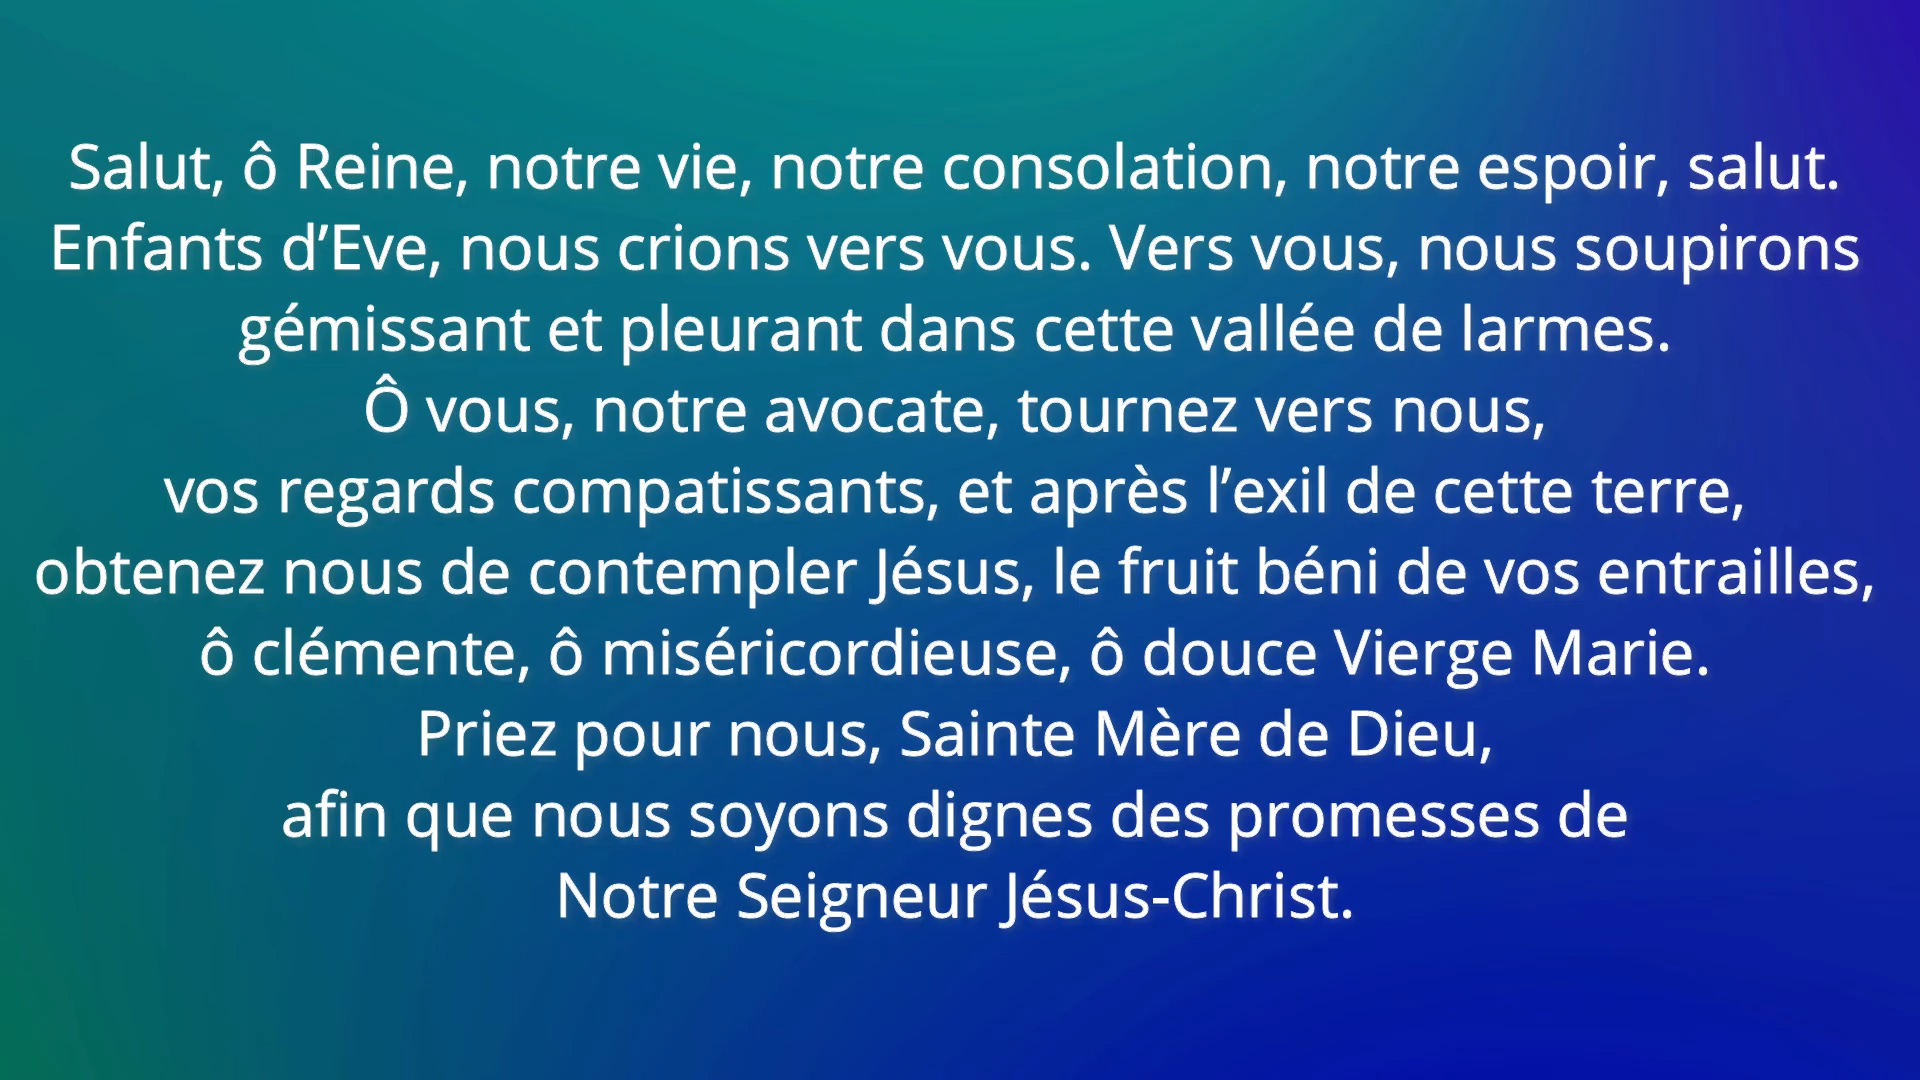 Salut, ô Reine, notre vie, notre consolation, notre espoir, salut.
Enfants d’Eve, nous crions vers vous. Vers vous, nous soupirons
gémissant et pleurant dans cette vallée de larmes.
Ô vous, notre avocate, tournez vers nous,
vos regards compatissants, et après l’exil de cette terre,
obtenez nous de contempler Jésus, le fruit béni de vos entrailles,
ô clémente, ô miséricordieuse, ô douce Vierge Marie.
Priez pour nous, Sainte Mère de Dieu,
afin que nous soyons dignes des promesses de
Notre Seigneur Jésus-Christ.